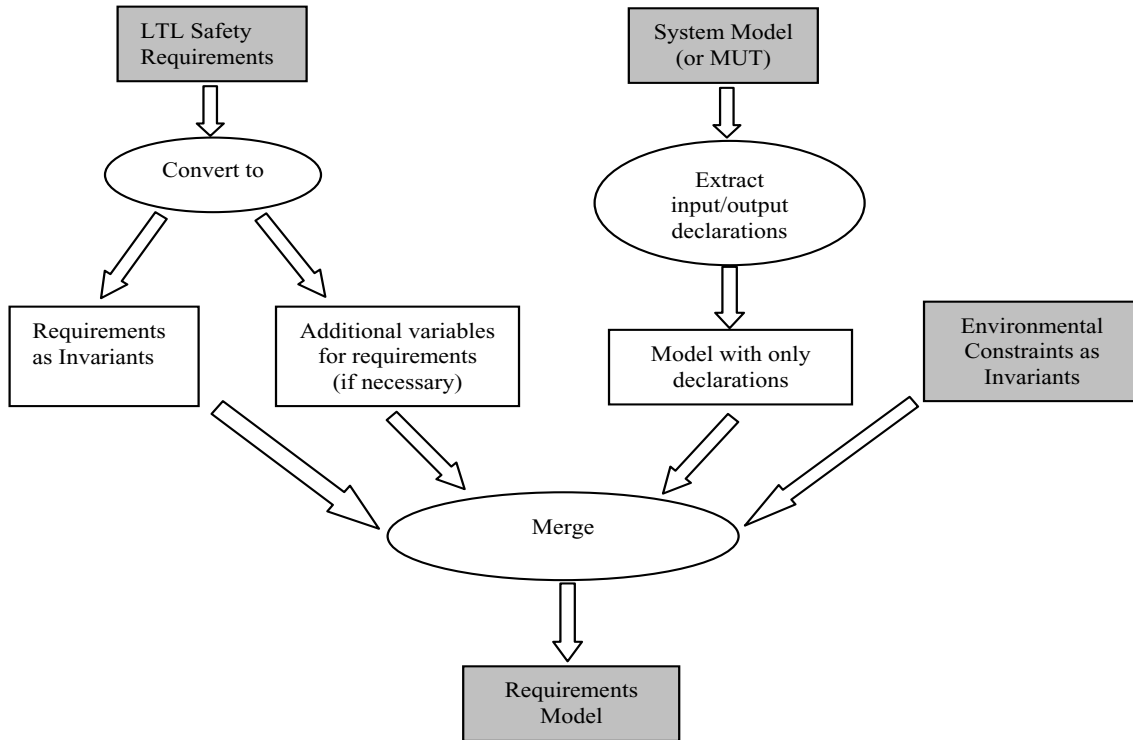 LTL Safety
Requirements
System Model
(or MUT)
Convert to
Extract
input/output
declarations
Requirements
as Invariants
Additional variables
for requirements
(if necessary)
Model with only
declarations
Environmental
Constraints as
Invariants
Merge
Requirements
Model